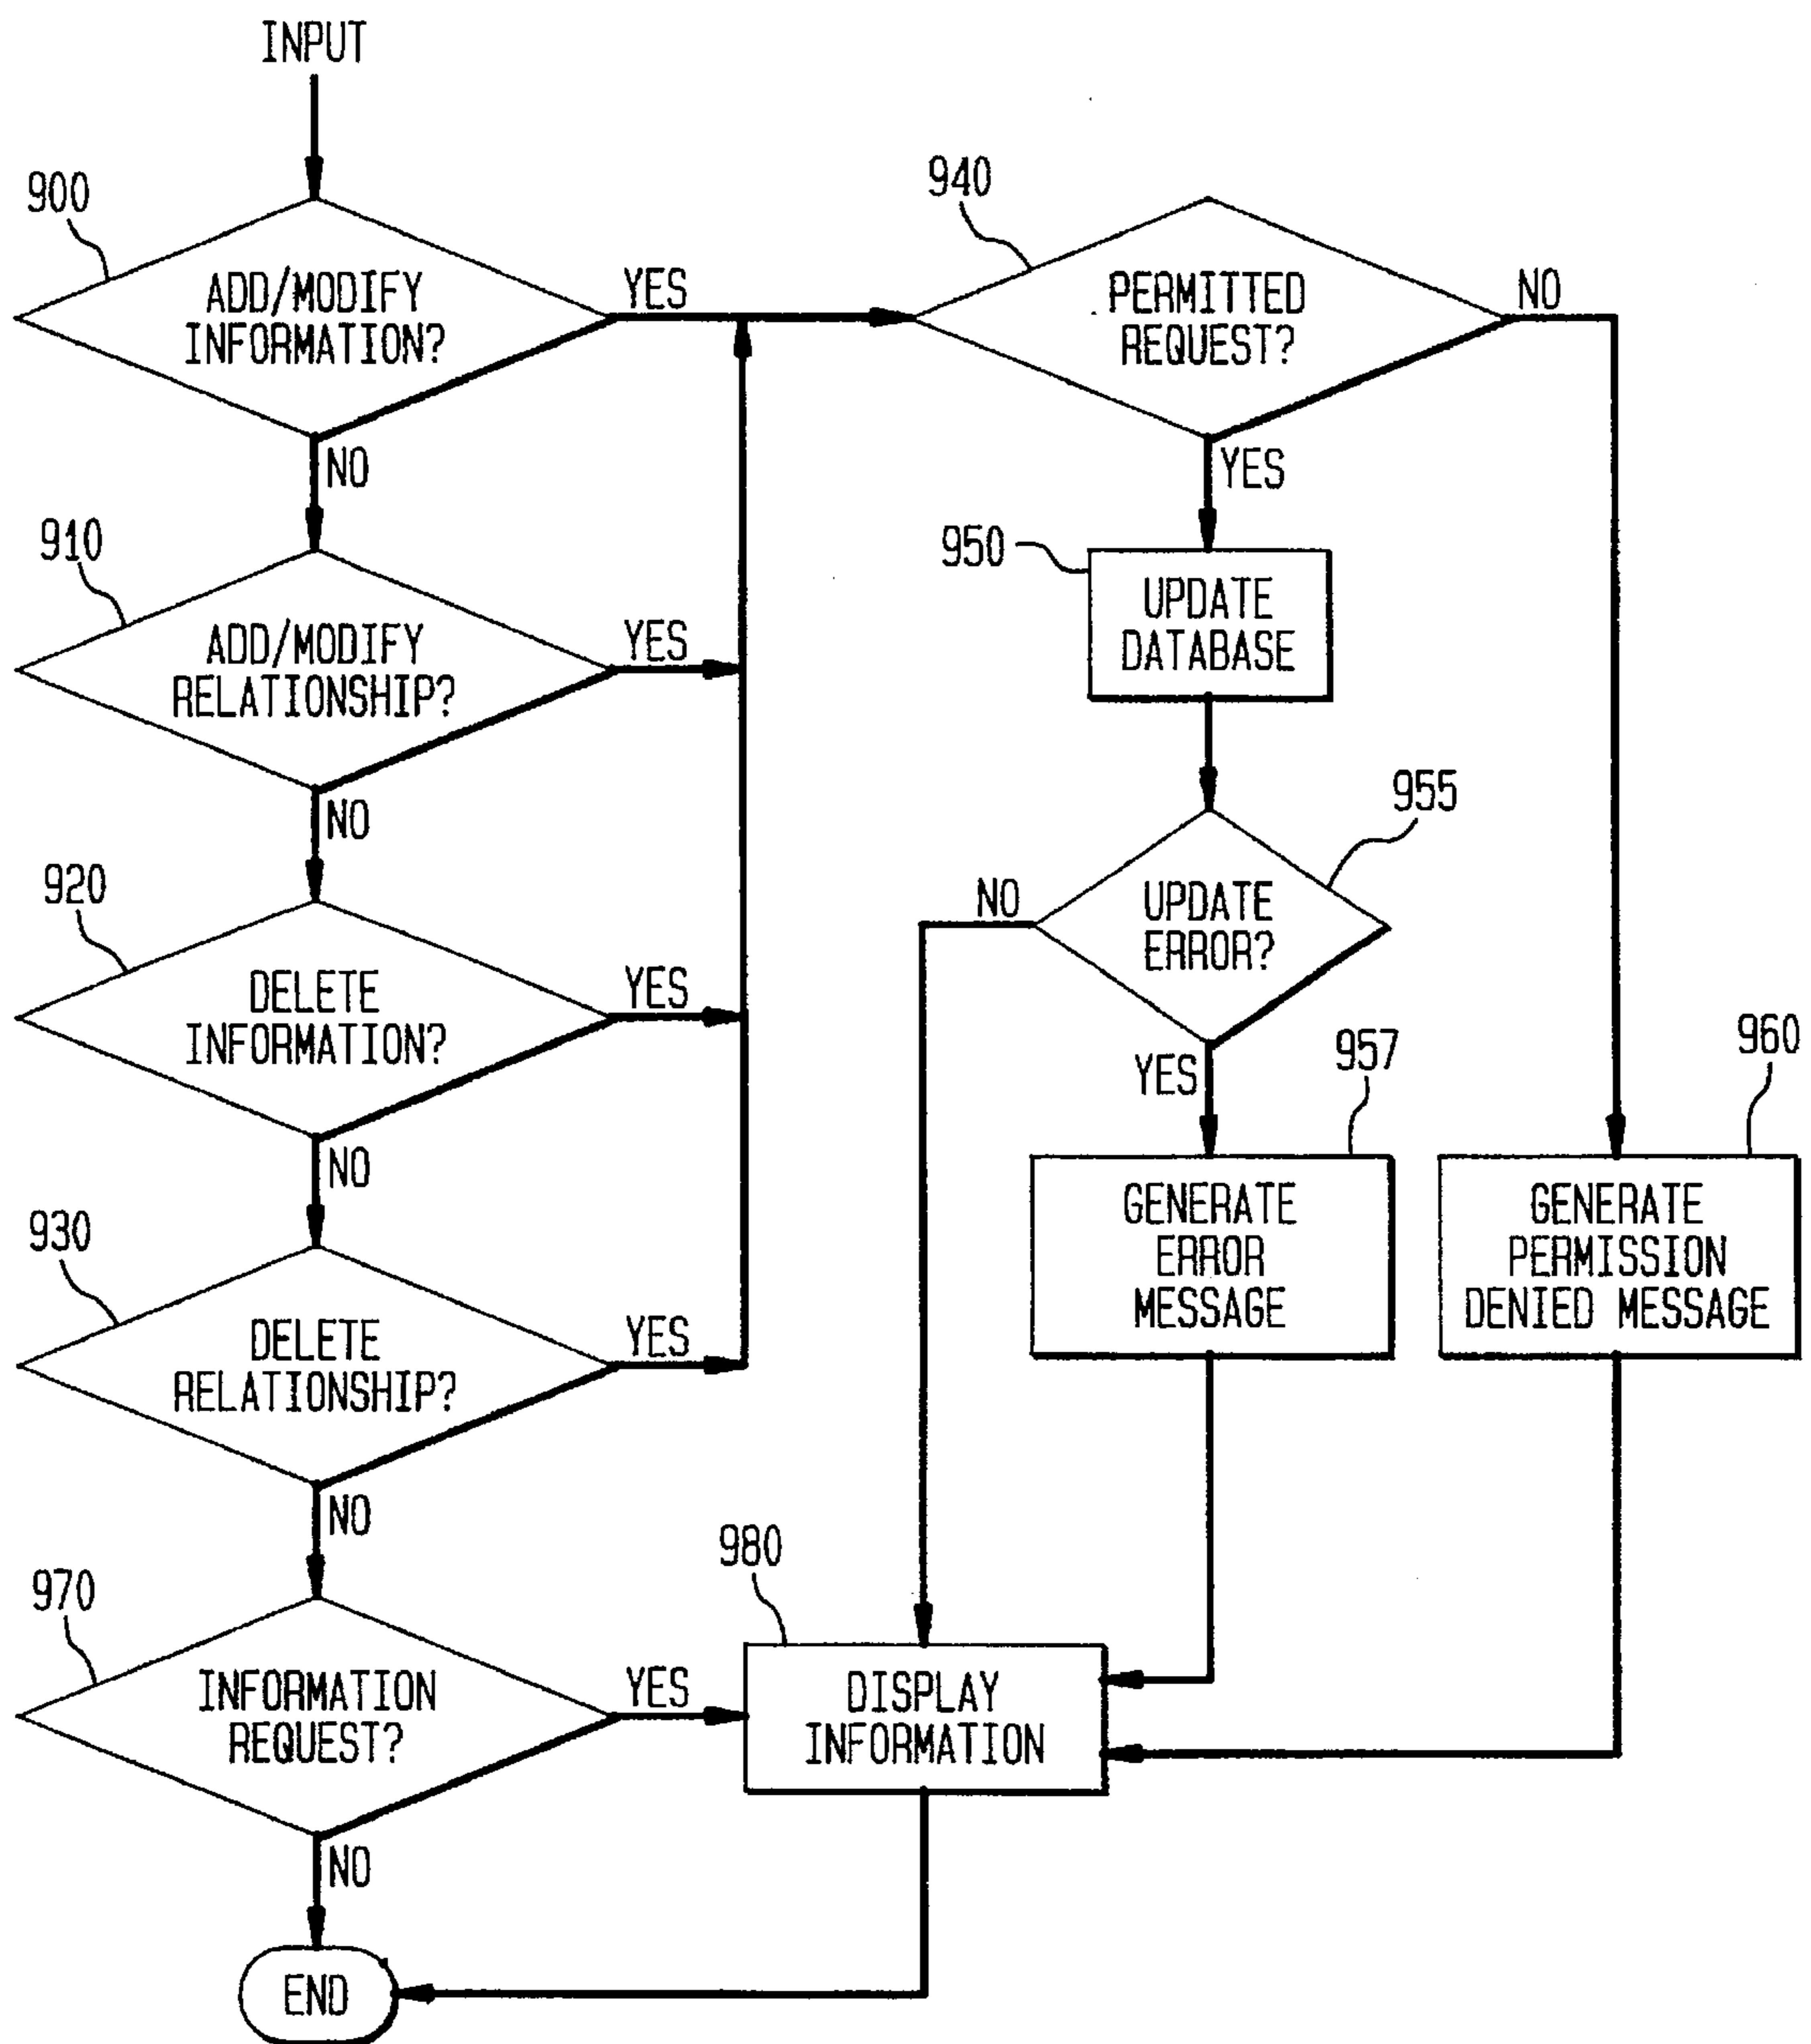 INPUT
900
ADD/MODIFY
INFORMATION?
YES
NO
910
ADD/MODIFY
RELATIONSHIP?
YES
NO
920
DELETE
INFORMATION?
YES
NO
930
DELETE
RELATIONSHIP?
YES
NO
970
INFORMATION
REQUEST?
YES
NO
END
940
PERMITTED
REQUEST?
NO
YES
950
UPDATE
DATABASE
955
UPDATE
ERROR?
NO
YES
957
GENERATE
ERROR
MESSAGE
960
GENERATE
PERMISSION
DENIED MESSAGE
980
DISPLAY
INFORMATION